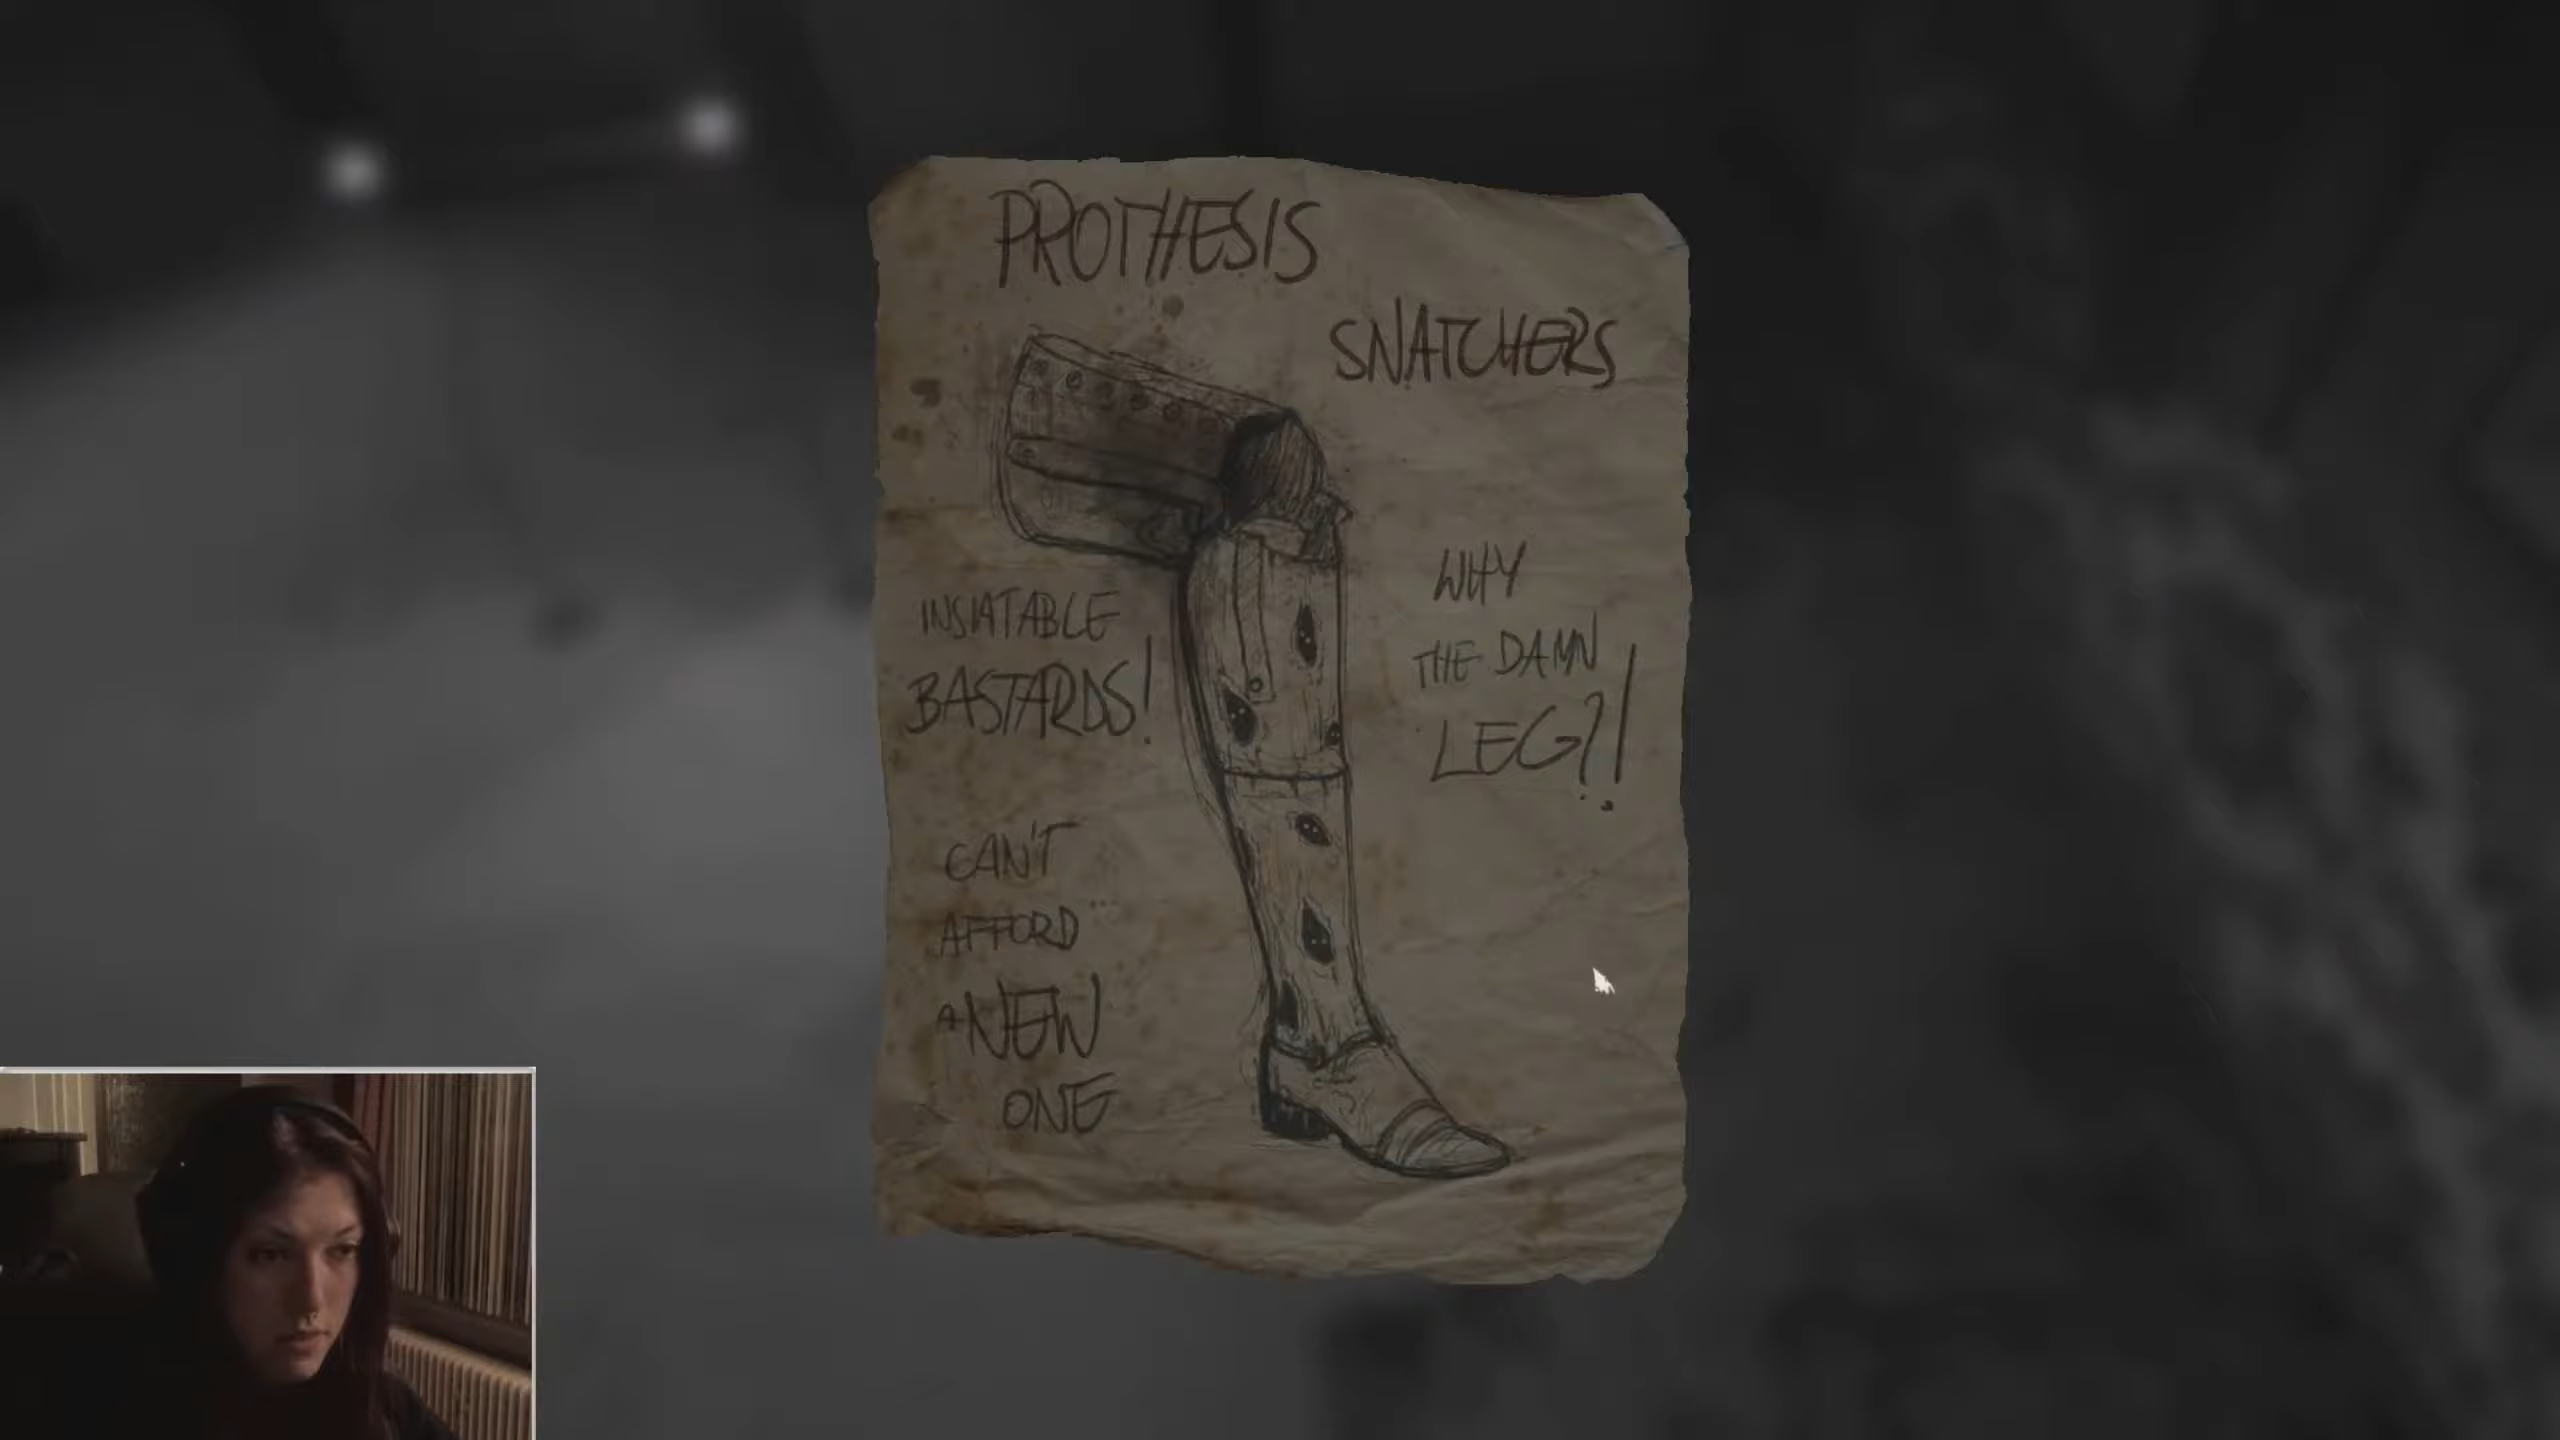 PROTHESIS
SNATCHERS
INSIATABLE
BASTARDS!
WHY
THE DAMN
LEG?!
CAN'T
AFFORD
A NEW
ONE